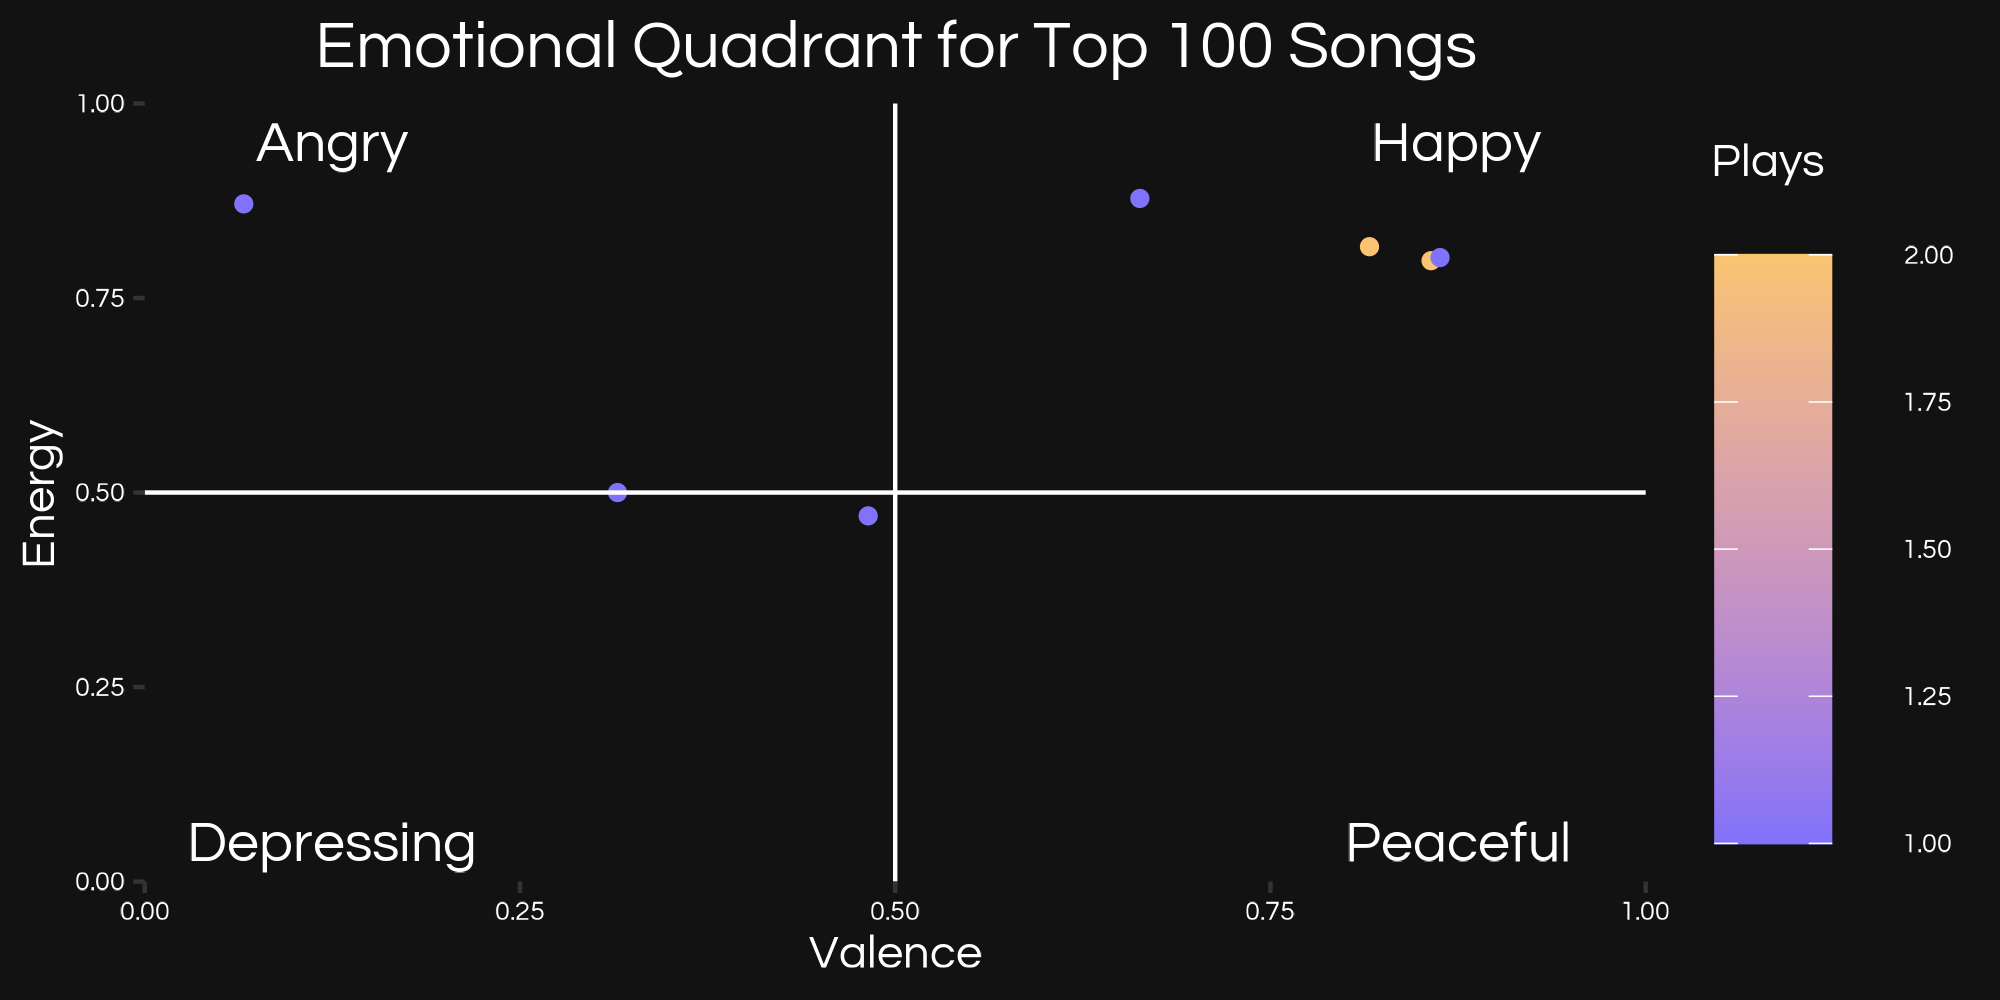 Emotional Quadrant for Top 100 Songs
1.00
Angry
Happy
Plays
2.00
0.75
1.75
Energy
0.50
1.50
0.25
1.25
Depressing
Peaceful
1.00
0.00
0.00
0.25
0.50
0.75
1.00
Valence